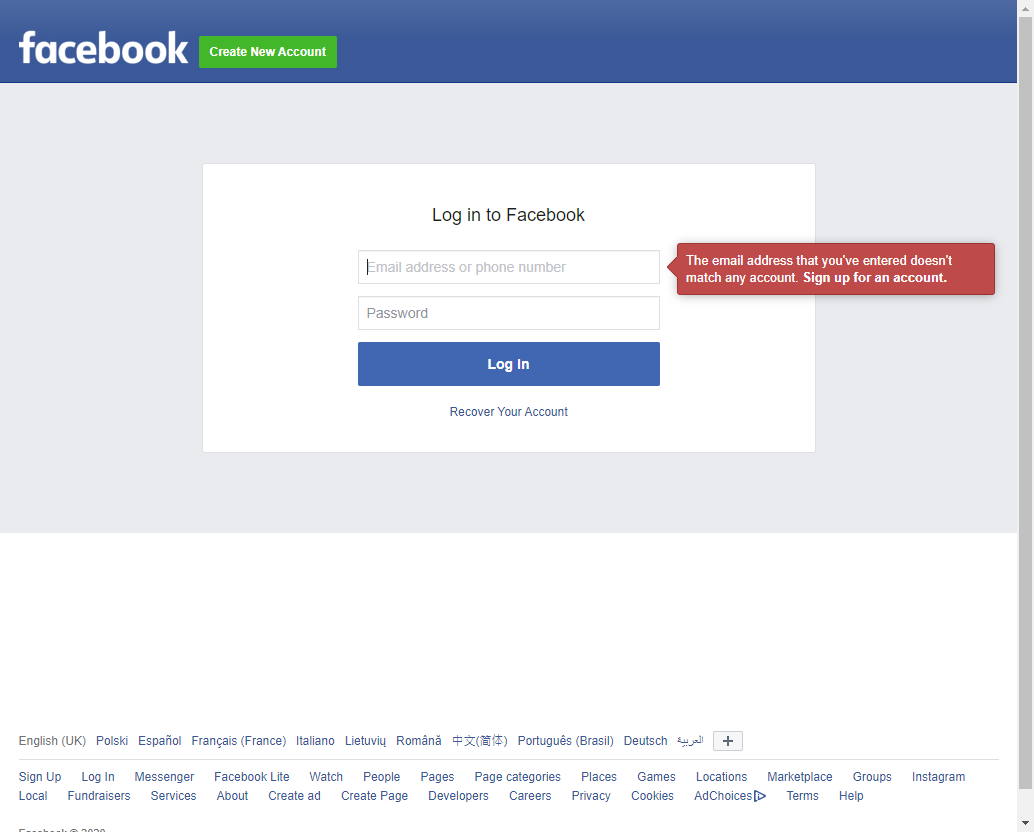 facebook
Create New Account
Log in to Facebook
Email address or phone number
The email address that you've entered doesn't
match any account. Sign up for an account.
Password
Log In
Recover Your Account
English (UK) Polski Español Français (France) Italiano Lietuvių Română 中文(简体) Português (Brasil) Deutsch العربية +
Sign Up Log In Messenger Facebook Lite Watch People Pages Page categories Places Games Locations Marketplace Groups Instagram
Local Fundraisers Services About Create ad Create Page Developers Careers Privacy Cookies AdChoices Terms Help
Facebook © 2020